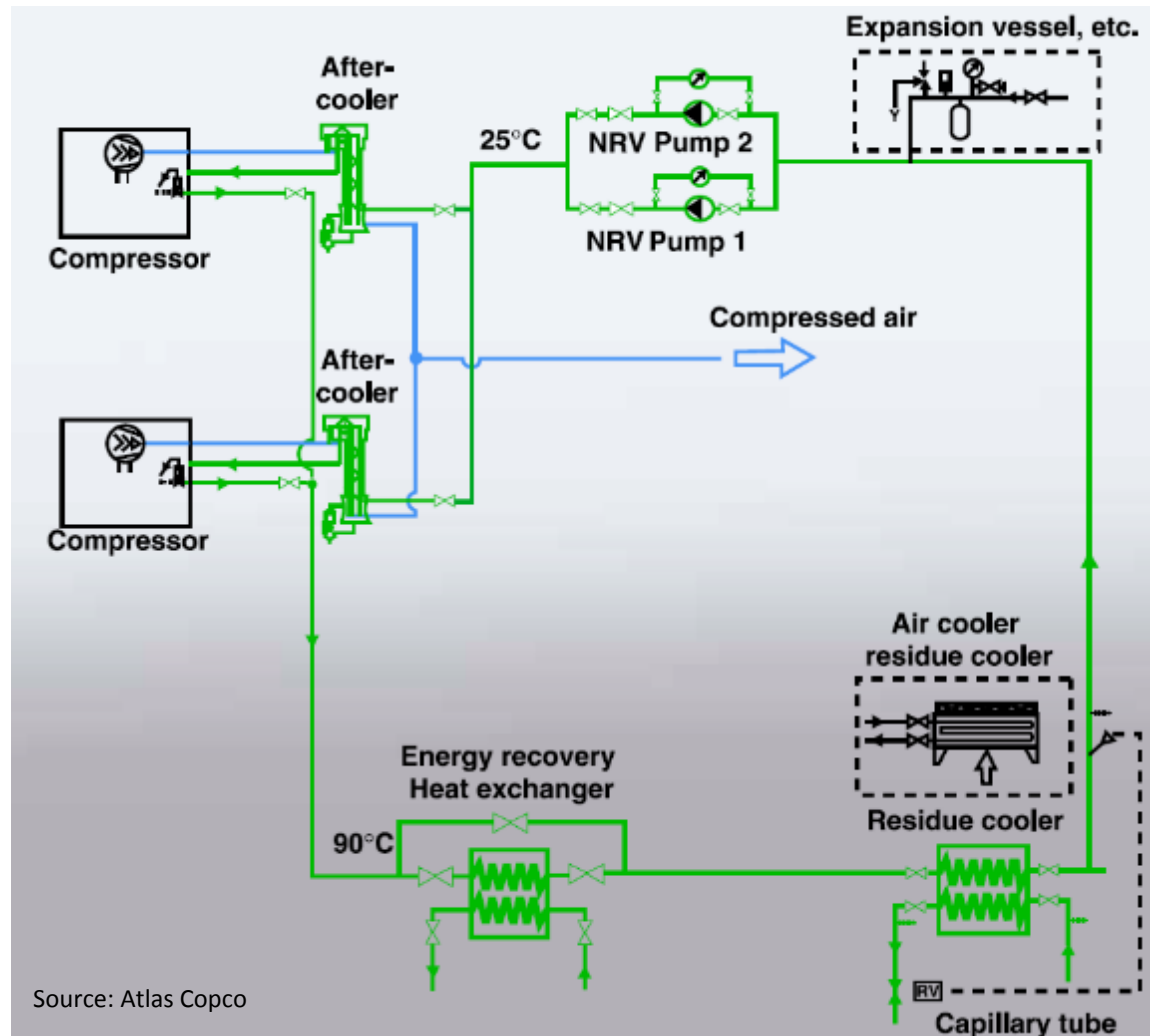 Expansion vessel, etc.
After-
cooler
25°C
NRV Pump 2
NRV Pump 1
Compressor
Compressed air
After-
cooler
Compressor
Air cooler
residue cooler
Energy recovery
Heat exchanger
90°C
Residue cooler
Source: Atlas Copco
RV
Capillary tube